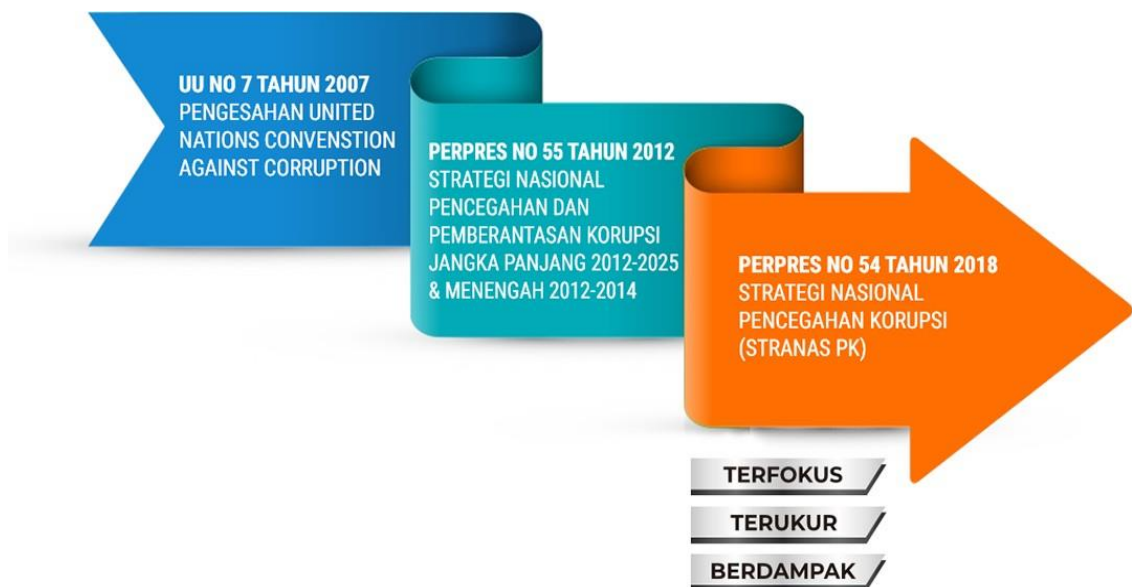 UU NO 7 TAHUN 2007
PENGESAHAN UNITED
NATIONS CONVENSTION
AGAINST CORRUPTION
PERPRES NO 55 TAHUN 2012
STRATEGI NASIONAL
PENCEGAHAN DAN
PEMBERANTASAN KORUPSI
JANGKA PANJANG 2012-2025
& MENENGAH 2012-2014
PERPRES NO 54 TAHUN 2018
STRATEGI NASIONAL
PENCEGAHAN KORUPSI
(STRANAS PK)
TERFOKUS
TERUKUR
BERDAMPAK